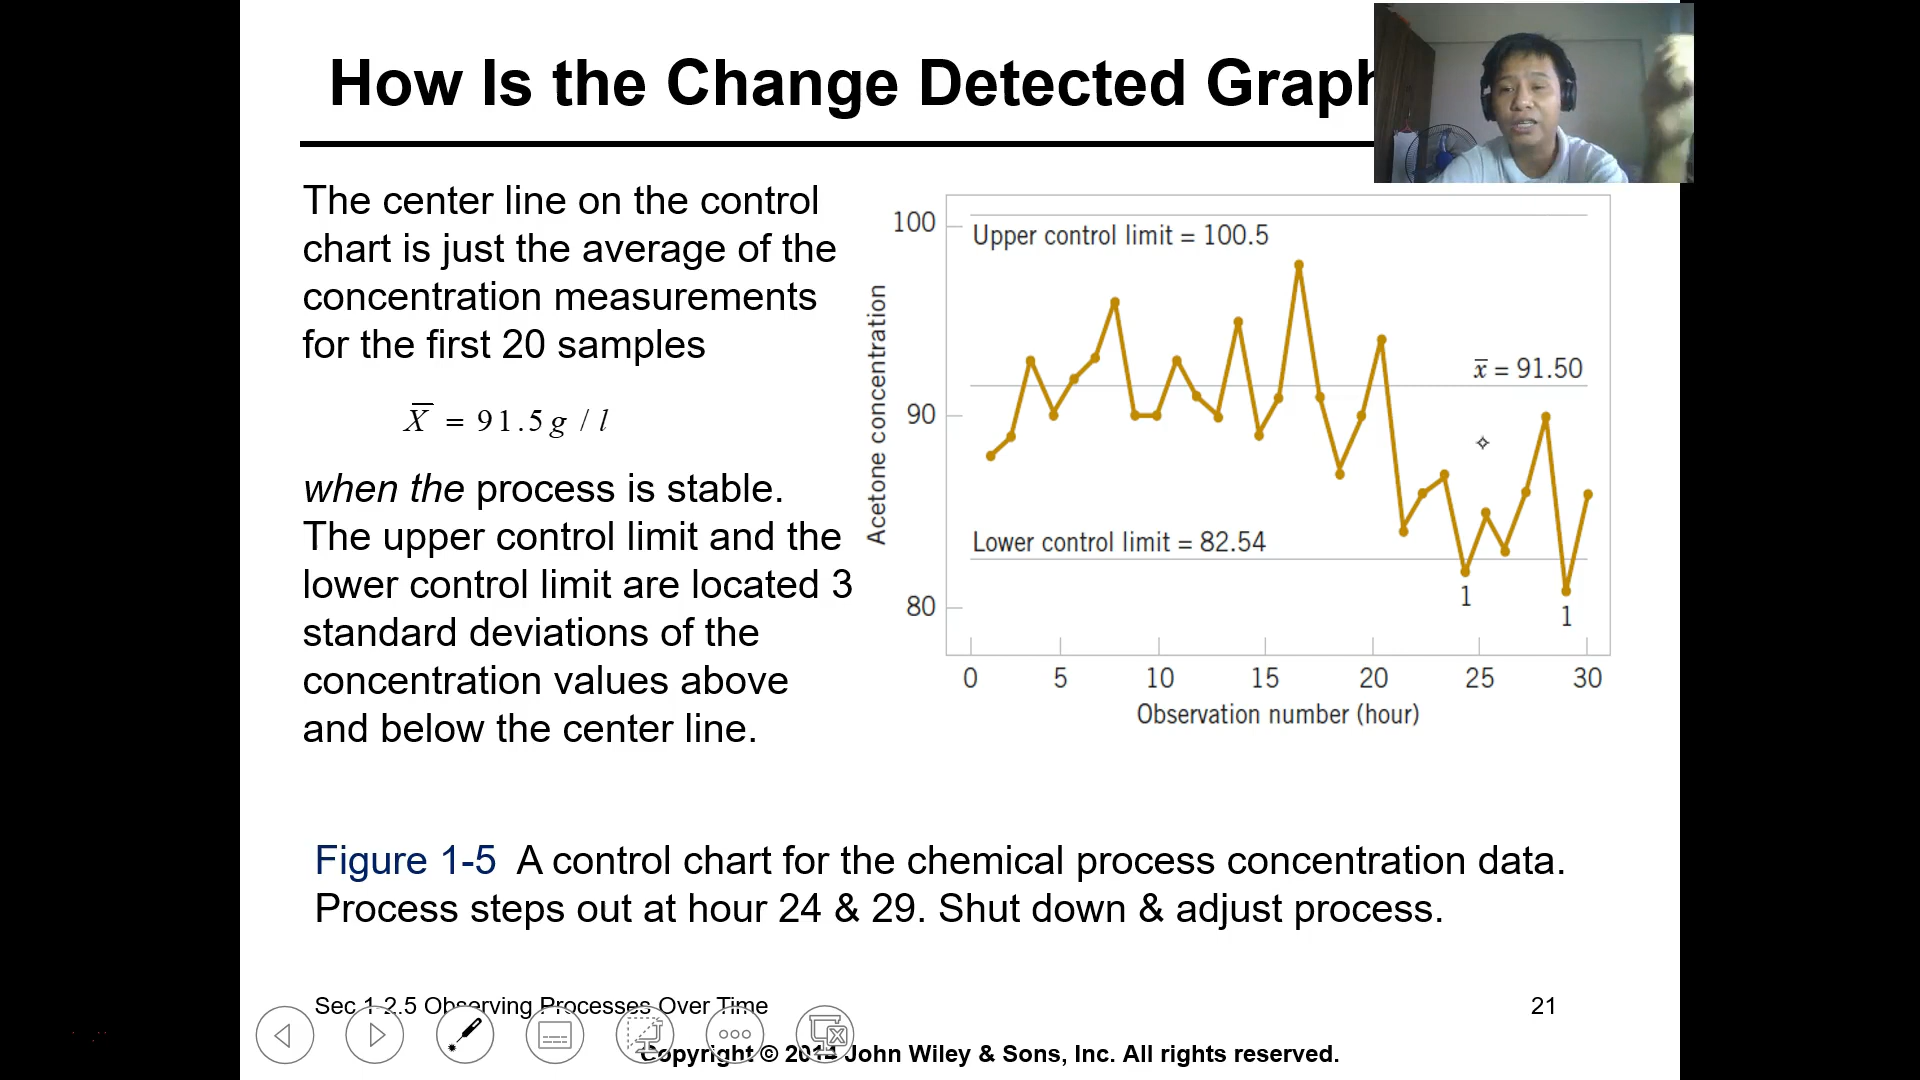 How Is the Change Detected Graph
The center line on the control
chart is just the average of the
concentration measurements
for the first 20 samples
X̅ = 91.5 g / l
when the process is stable.
The upper control limit and the
lower control limit are located 3
standard deviations of the
concentration values above
and below the center line.
100
Upper control limit = 100.5
x̅ = 91.50
90
Acetone concentration
Lower control limit = 82.54
80
1
1
0 5 10 15 20 25 30
Observation number (hour)
Figure 1-5 A control chart for the chemical process concentration data.
Process steps out at hour 24 & 29. Shut down & adjust process.
Sec 1-2.5 Observing Processes Over Time
21
Copyright © 2014 John Wiley & Sons, Inc. All rights reserved.